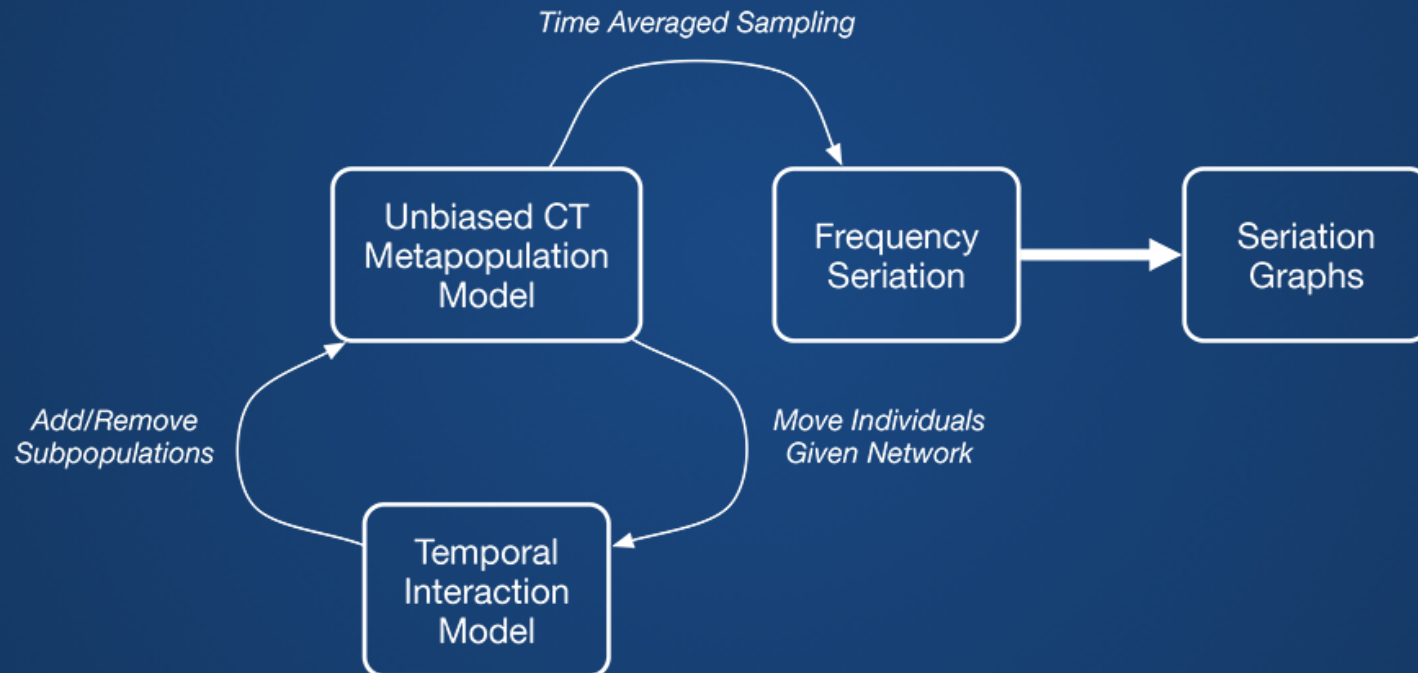 Time Averaged Sampling
Unbiased CT
Metapopulation
Model
Frequency
Seriation
Seriation
Graphs
Add/Remove
Subpopulations
Move Individuals
Given Network
Temporal
Interaction
Model